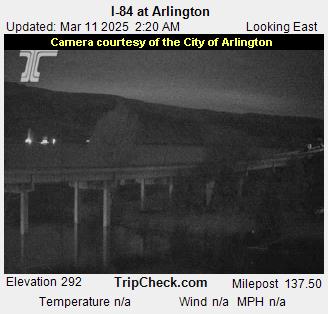 I-84 at Arlington
Updated: Mar 11 2025 2:20 AM Looking East
Camera courtesy of the City of Arlington
Elevation 292 TripCheck.com Milepost 137.50
Temperature n/a Wind n/a MPH n/a